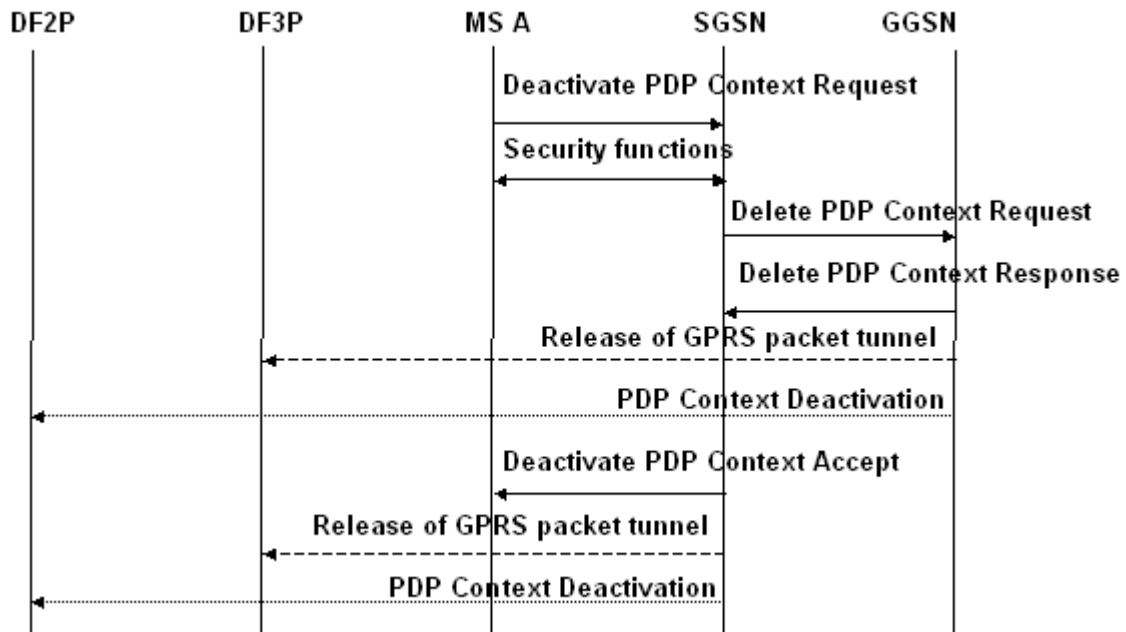 DF2P DF3P MS A SGSN GGSN
Deactivate PDP Context Request
Security functions
Delete PDP Context Request
Delete PDP Context Response
Release of GPRS packet tunnel
PDP Context Deactivation
Deactivate PDP Context Accept
Release of GPRS packet tunnel
PDP Context Deactivation